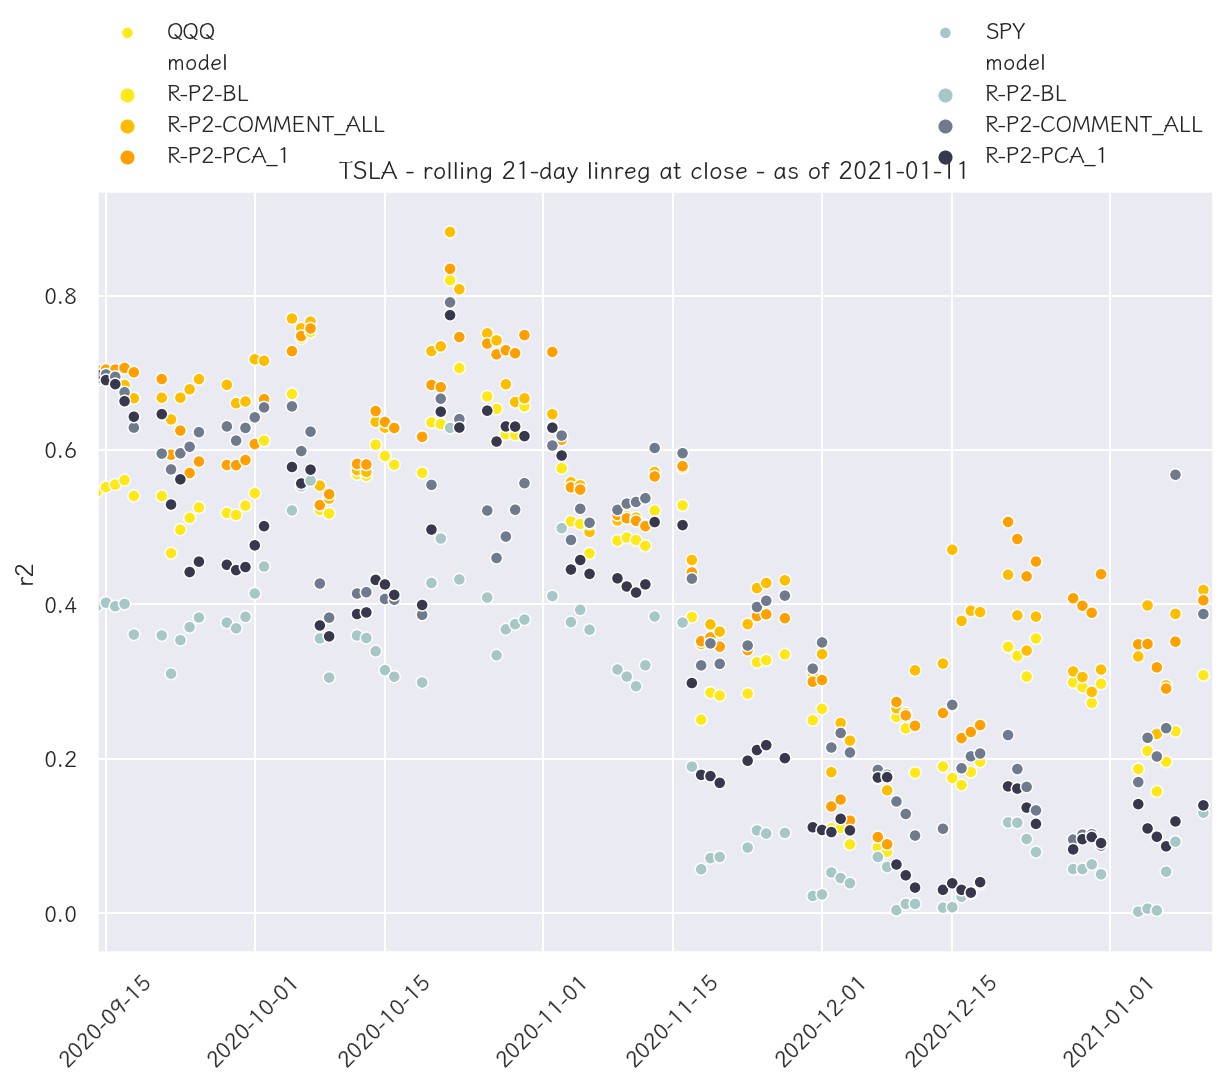 QQQ
model
R-P2-BL
R-P2-COMMENT_ALL
R-P2-PCA_1
SPY
model
R-P2-BL
R-P2-COMMENT_ALL
R-P2-PCA_1
TSLA - rolling 21-day linreg at close - as of 2021-01-11
r2
0.8
0.6
0.4
0.2
0.0
2020-09-15
2020-10-01
2020-10-15
2020-11-01
2020-11-15
2020-12-01
2020-12-15
2021-01-01